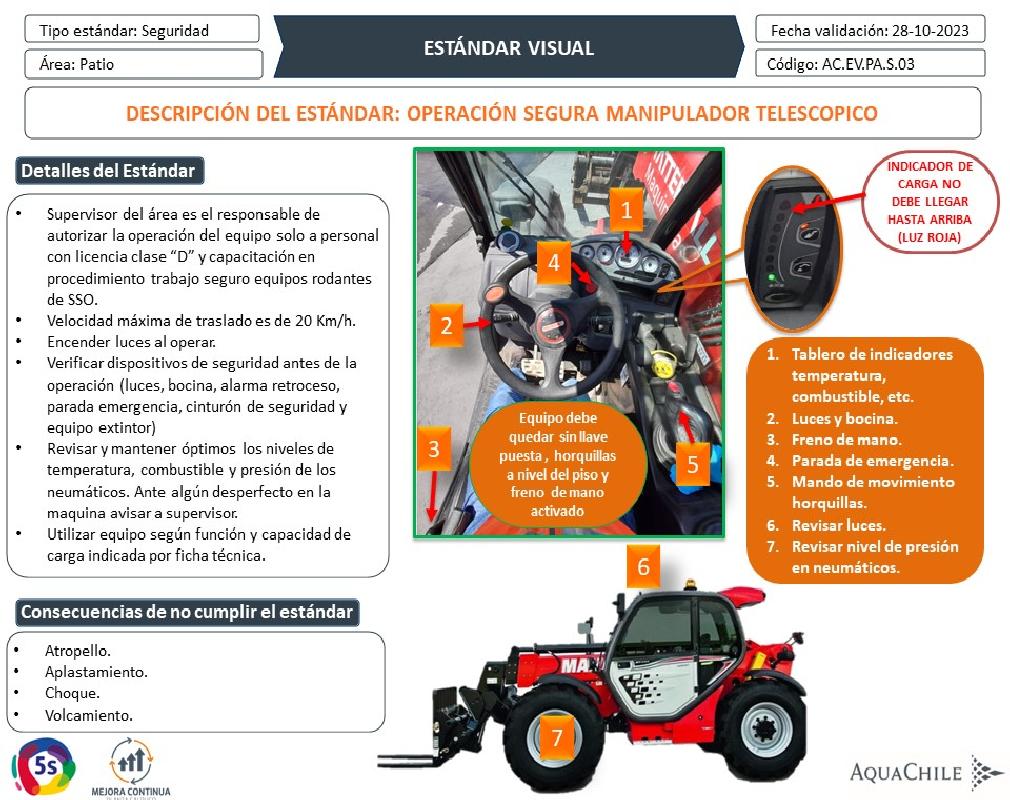 Tipo estándar: Seguridad
Área: Patio
ESTÁNDAR VISUAL
Fecha validación: 28-10-2023
Código: AC.EV.PA.S.03
DESCRIPCIÓN DEL ESTÁNDAR: OPERACIÓN SEGURA MANIPULADOR TELESCOPICO
Detalles del Estándar
• Supervisor del área es el responsable de
autorizar la operación del equipo solo a personal
con licencia clase “D” y capacitación en
procedimiento trabajo seguro equipos rodantes
de SSO.
• Velocidad máxima de traslado es de 20 Km/h.
• Encender luces al operar.
• Verificar dispositivos de seguridad antes de la
operación (luces, bocina, alarma retroceso,
parada emergencia, cinturón de seguridad y
equipo extintor)
• Revisar y mantener óptimos los niveles de
temperatura, combustible y presión de los
neumáticos. Ante algún desperfecto en la
maquina avisar a supervisor.
• Utilizar equipo según función y capacidad de
carga indicada por ficha técnica.
Consecuencias de no cumplir el estándar
• Atropello.
• Aplastamiento.
• Choque.
• Volcamiento.
1
4
2
3
5
Equipo debe
quedar sin llave
puesta , horquillas
a nivel del piso y
freno de mano
activado
INDICADOR DE
CARGA NO
DEBE LLEGAR
HASTA ARRIBA
(LUZ ROJA)
1. Tablero de indicadores
temperatura,
combustible, etc.
2. Luces y bocina.
3. Freno de mano.
4. Parada de emergencia.
5. Mando de movimiento
horquillas.
6. Revisar luces.
7. Revisar nivel de presión
en neumáticos.
6
MA
7
5s
MEJORA CONTINUA
AQUACHILE